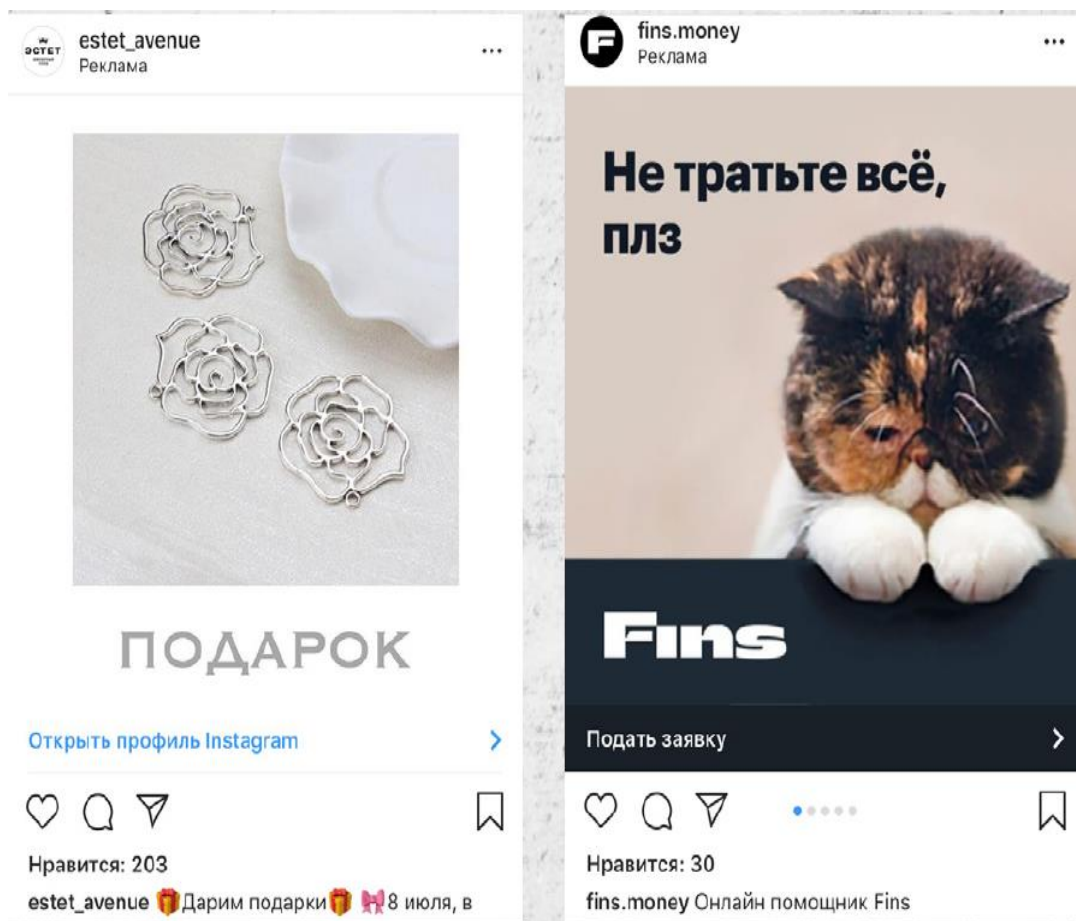 ЭСТЕТ
estet_avenue
Реклама
ПОДАРОК
Открыть профиль Instagram
Нравится: 203
estet_avenue 🎁Дарим подарки🎁 🎀8 июля, в
F
fins.money
Реклама
Не тратьте всё,
плз
Fins
Подать заявку
Нравится: 30
fins.money Онлайн помощник Fins